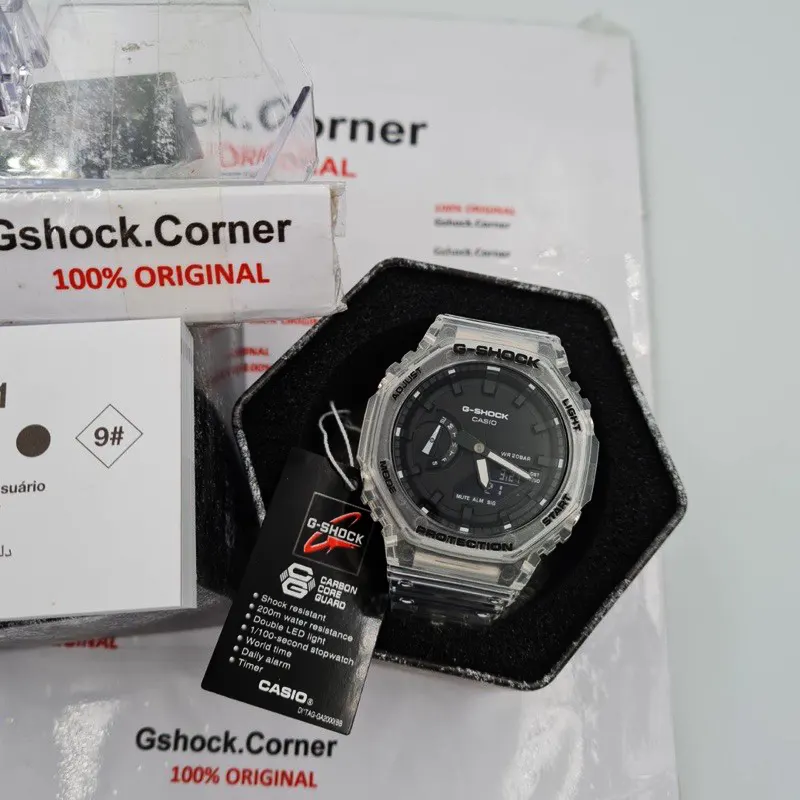 ck.Corner
ORIGINAL
Gshock.Corner
100% ORIGINAL
100% ORIGINAL
Gshock.Corner
Gshock.Corner
9#
suário
G-SHOCK
ADJUST
LIGHT
G-SHOCK
CASIO
WR 20BAR
MUTE ALM SIG
MODE
START
PROTECTION
G-SHOCK
CARBON
CORE
GUARD
• Shock resistant
• 200m water resistance
• Double LED light
• 1/100-second stopwatch
• World time
• Daily alarm
• Timer
CASIO®
Gshock.Corner
100% ORIGINAL